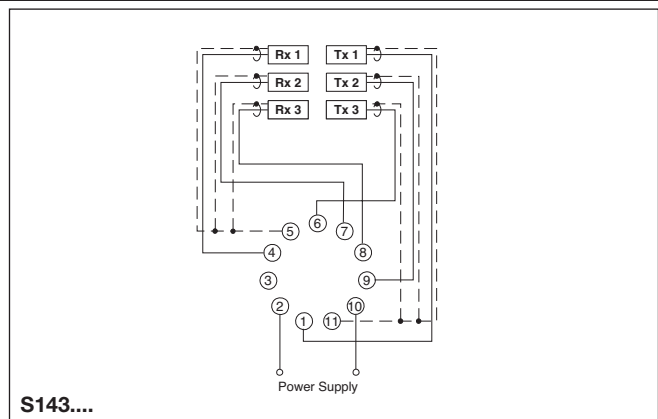 Rx 1 Tx 1
Rx 2 Tx 2
Rx 3 Tx 3
6
5 7
4 8
3 9
2 10
1 11
Power Supply
S143....